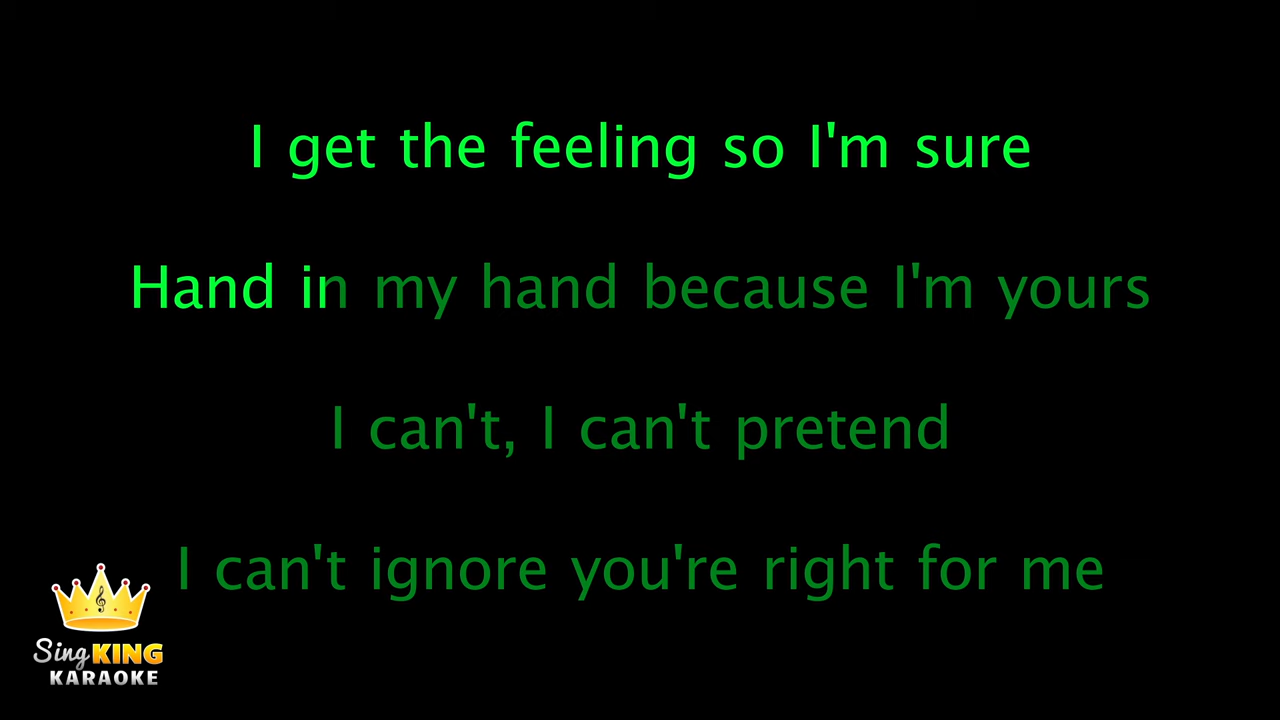 I get the feeling so I'm sure
Hand in my hand because I'm yours
I can't, I can't pretend
I can't ignore you're right for me
Sing KING
KARAOKE